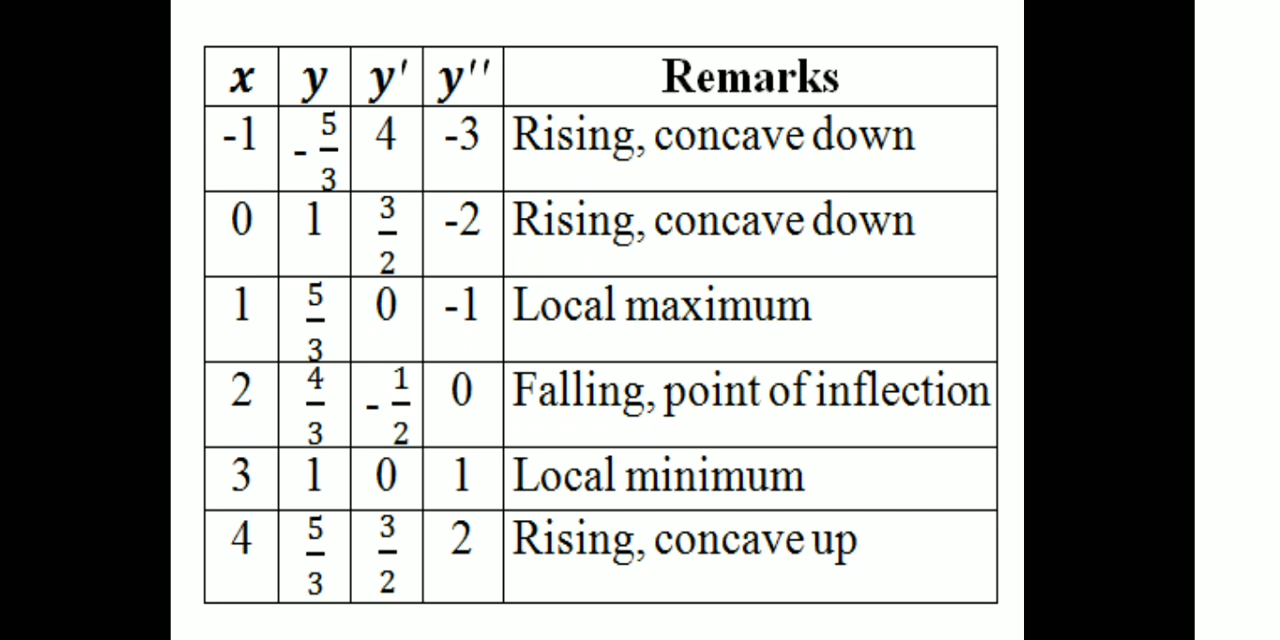 x y y′ y′′ Remarks
-1 -5/3 4 -3 Rising, concave down
0 1 3/2 -2 Rising, concave down
1 5/3 0 -1 Local maximum
2 4/3 -1/2 0 Falling, point of inflection
3 1 0 1 Local minimum
4 5/3 3/2 2 Rising, concave up